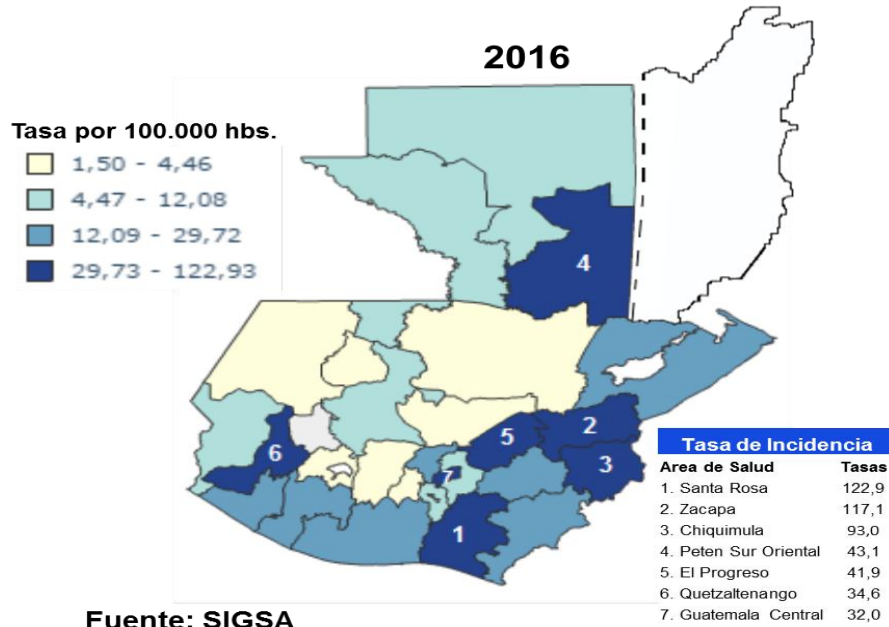 2016
Tasa por 100.000 hbs.
1,50 - 4,46
4,47 - 12,08
12,09 - 29,72
29,73 - 122,93
4
2
5
6
3
7
1
Tasa de Incidencia
Area de Salud Tasas
1. Santa Rosa 122,9
2. Zacapa 117,1
3. Chiquimula 93,0
4. Peten Sur Oriental 43,1
5. El Progreso 41,9
6. Quetzaltenango 34,6
7. Guatemala Central 32,0
Fuente: SIGSA